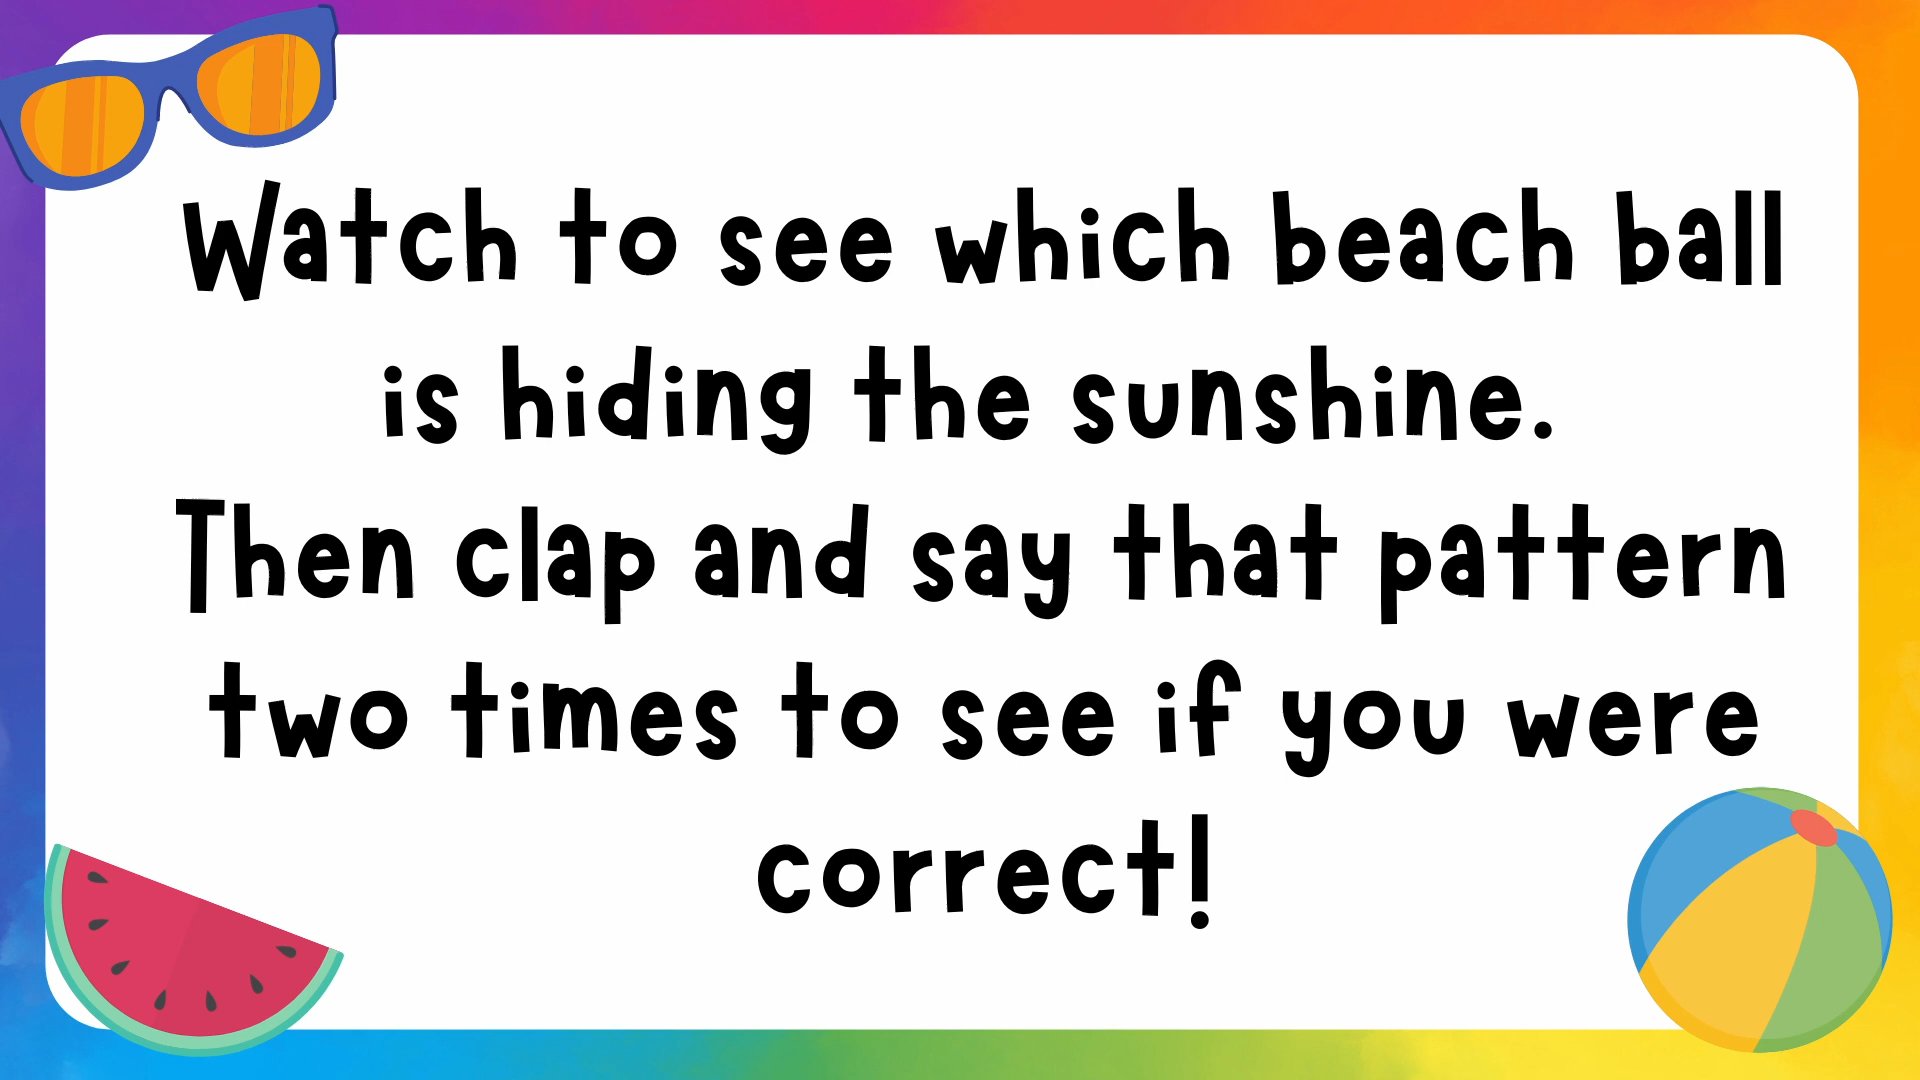 Watch to see which beach ball
is hiding the sunshine.
Then clap and say that pattern
two times to see if you were
correct!